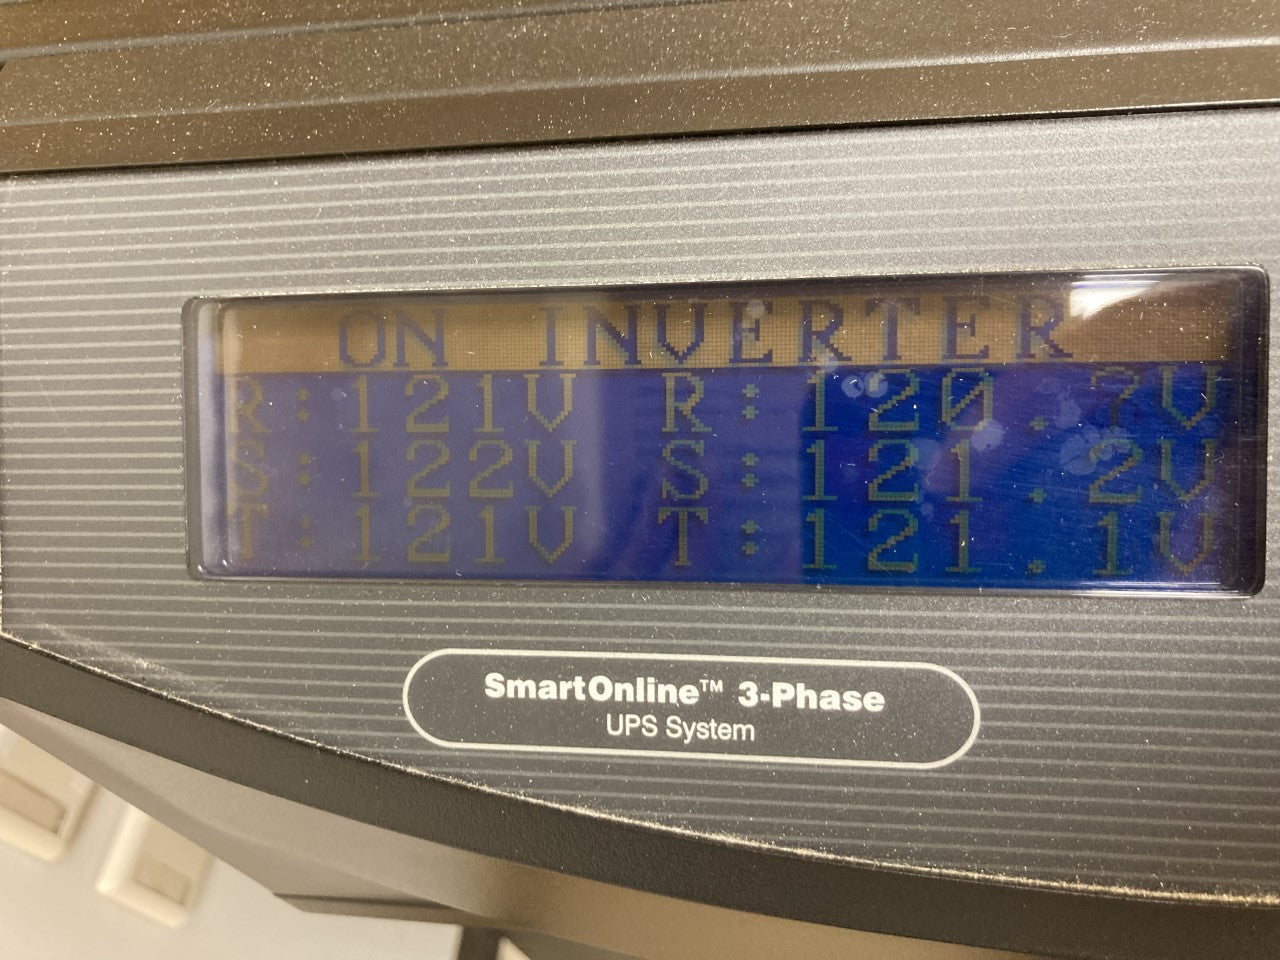 ON INVERTER
R:121V R:120.7V
S:122V S:121.2V
T:121V T:121.1V
SmartOnline™ 3-Phase
UPS System